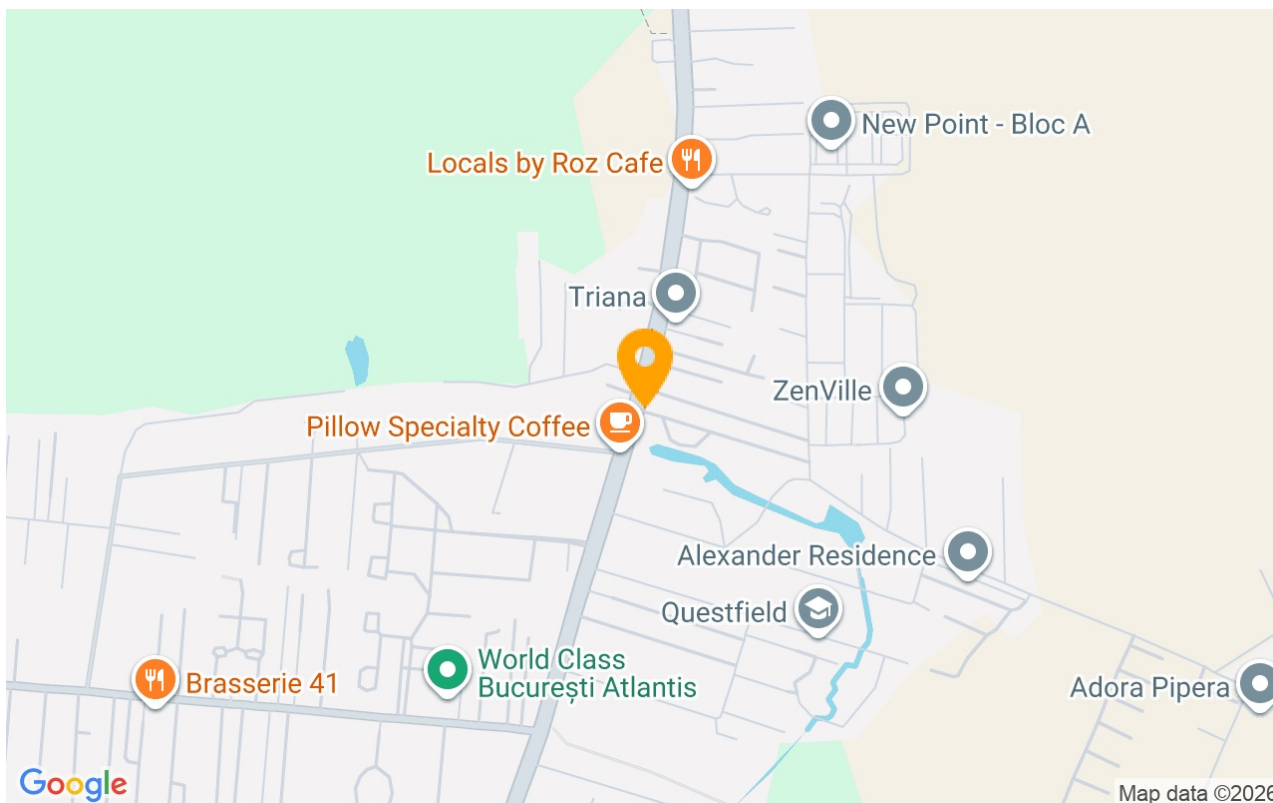 New Point - Bloc A
Locals by Roz Cafe
Triana
ZenVille
Pillow Specialty Coffee
Alexander Residence
Questfield
World Class
București Atlantis
Brasserie 41
Adora Pipera
Google
Map data ©2026